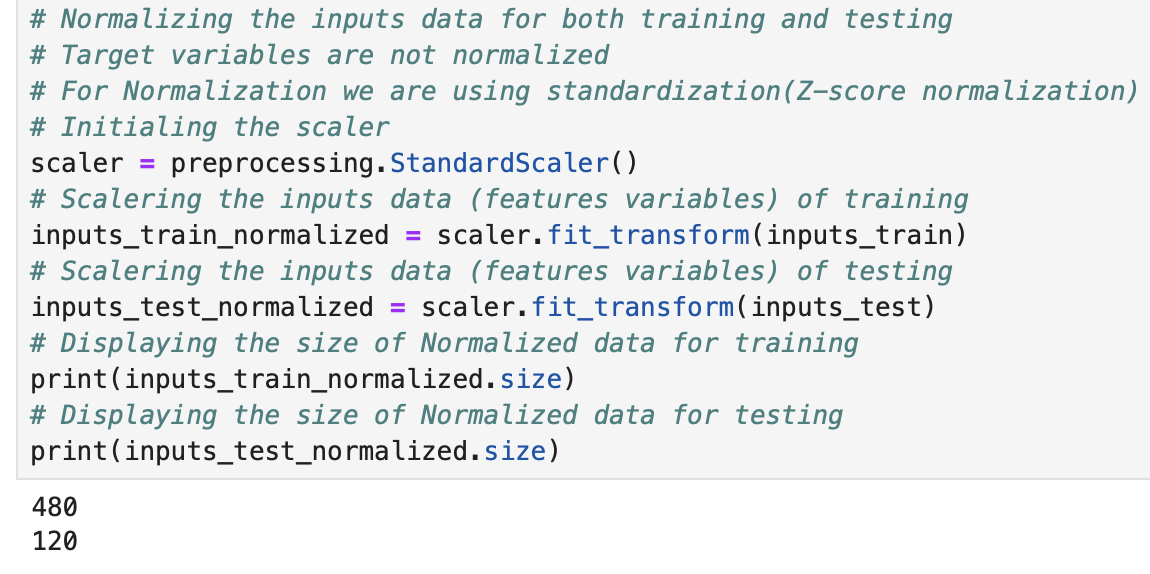 # Normalizing the inputs data for both training and testing
# Target variables are not normalized
# For Normalization we are using standardization(Z-score normalization)
# Initialing the scaler
scaler = preprocessing.StandardScaler()
# Scalering the inputs data (features variables) of training
inputs_train_normalized = scaler.fit_transform(inputs_train)
# Scalering the inputs data (features variables) of testing
inputs_test_normalized = scaler.fit_transform(inputs_test)
# Displaying the size of Normalized data for training
print(inputs_train_normalized.size)
# Displaying the size of Normalized data for testing
print(inputs_test_normalized.size)
480
120